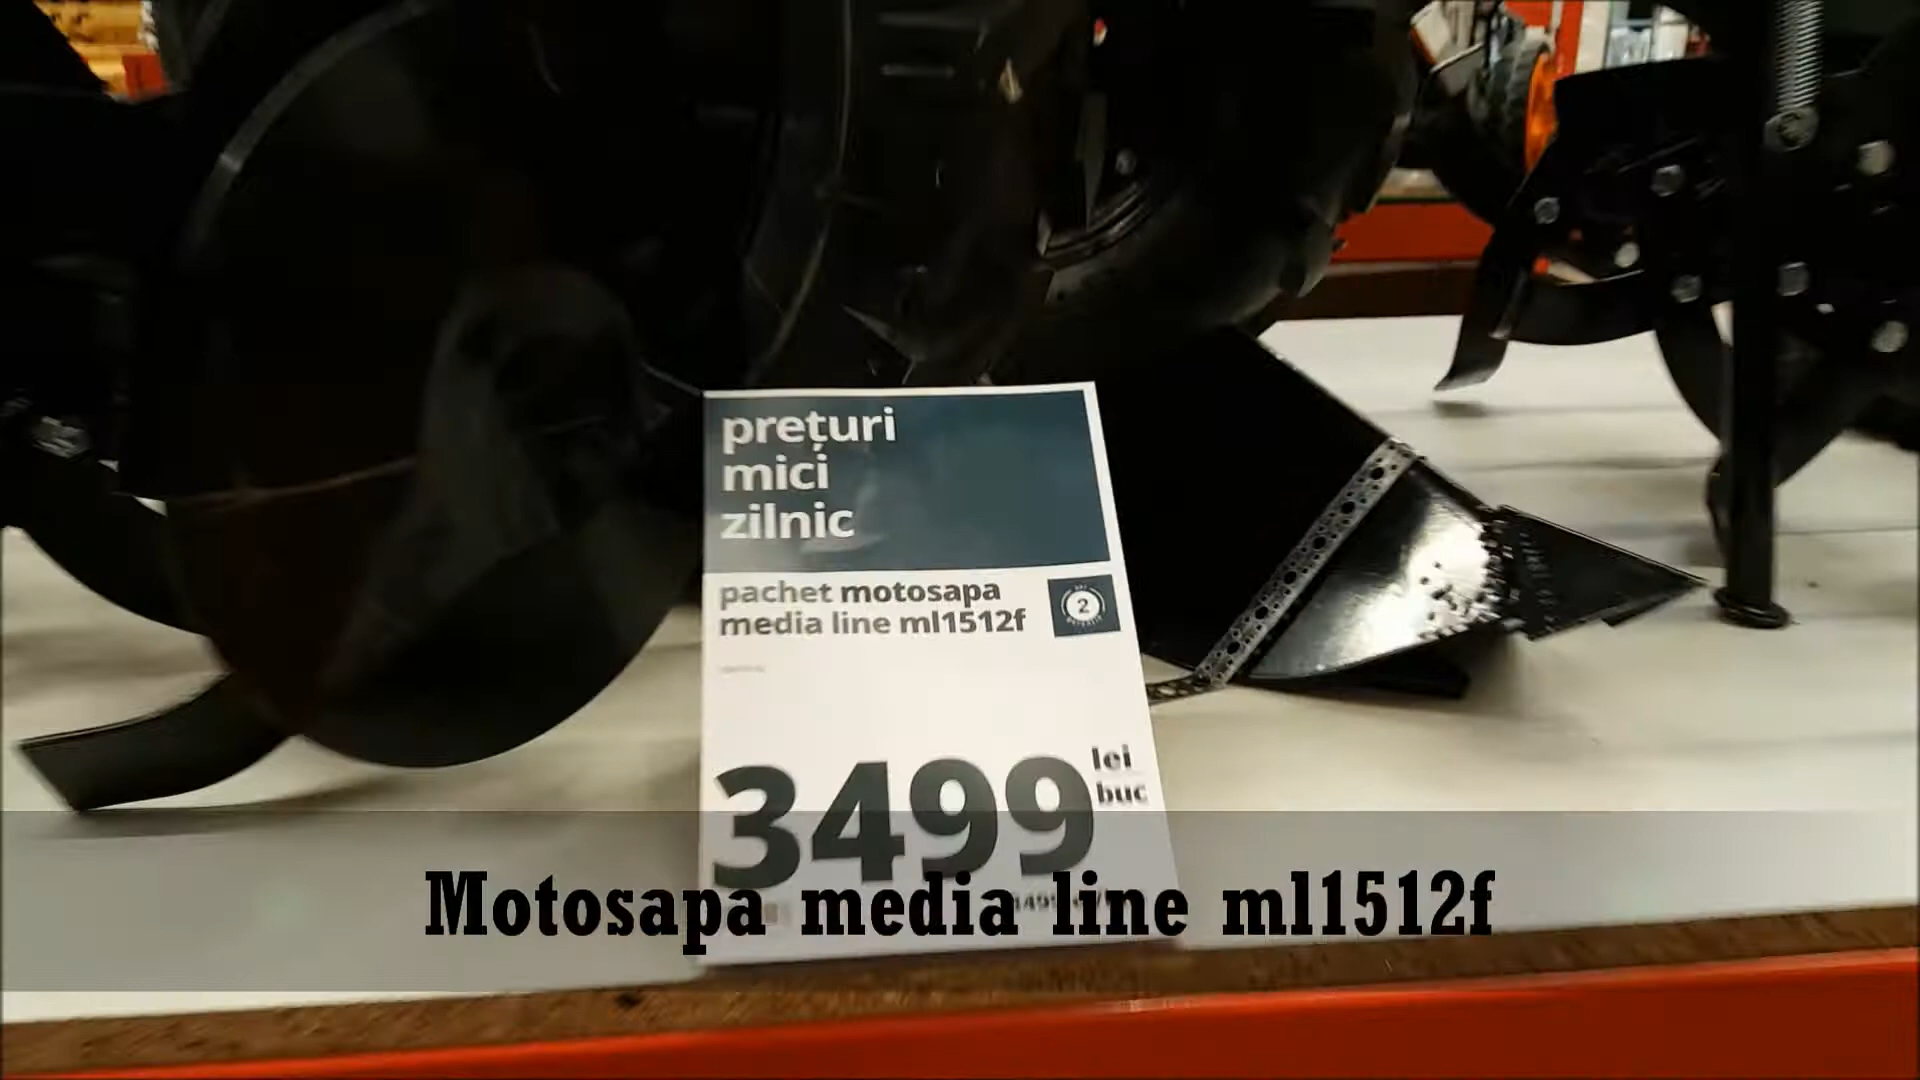 prețuri
mici
zilnic
pachet motosapa
media line ml1512f
2
3499
lei
buc
Motosapa media line ml1512f